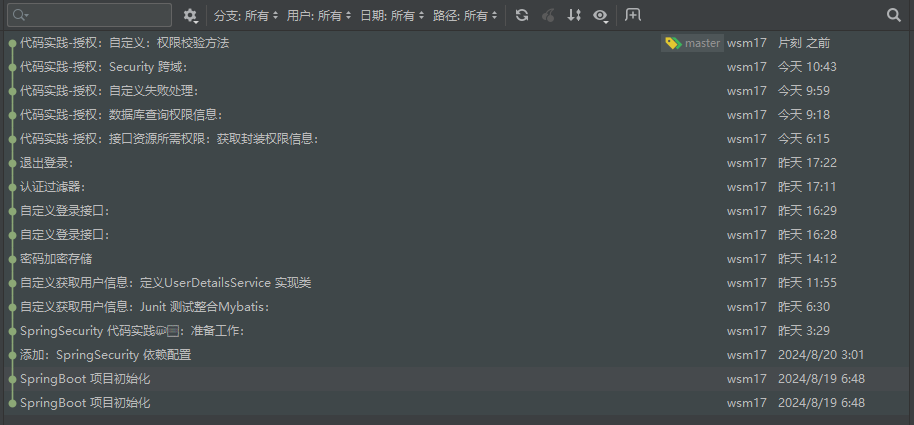 分支: 所有 用户: 所有 日期: 所有 路径: 所有
代码实践-授权：自定义：权限校验方法 master wsm17 片刻 之前
代码实践-授权：Security 跨域： wsm17 今天 10:43
代码实践-授权：自定义失败处理： wsm17 今天 9:59
代码实践-授权：数据库查询权限信息： wsm17 今天 9:18
代码实践-授权：接口资源所需权限：获取封装权限信息： wsm17 今天 6:15
退出登录： wsm17 昨天 17:22
认证过滤器： wsm17 昨天 17:11
自定义登录接口： wsm17 昨天 16:29
自定义登录接口： wsm17 昨天 16:28
密码加密存储 wsm17 昨天 14:12
自定义获取用户信息：定义UserDetailsService 实现类 wsm17 昨天 11:55
自定义获取用户信息：Junit 测试整合Mybatis： wsm17 昨天 6:30
SpringSecurity 代码实践：准备工作： wsm17 昨天 3:29
添加：SpringSecurity 依赖配置 wsm17 2024/8/20 3:01
SpringBoot 项目初始化 wsm17 2024/8/19 6:48
SpringBoot 项目初始化 wsm17 2024/8/19 6:48